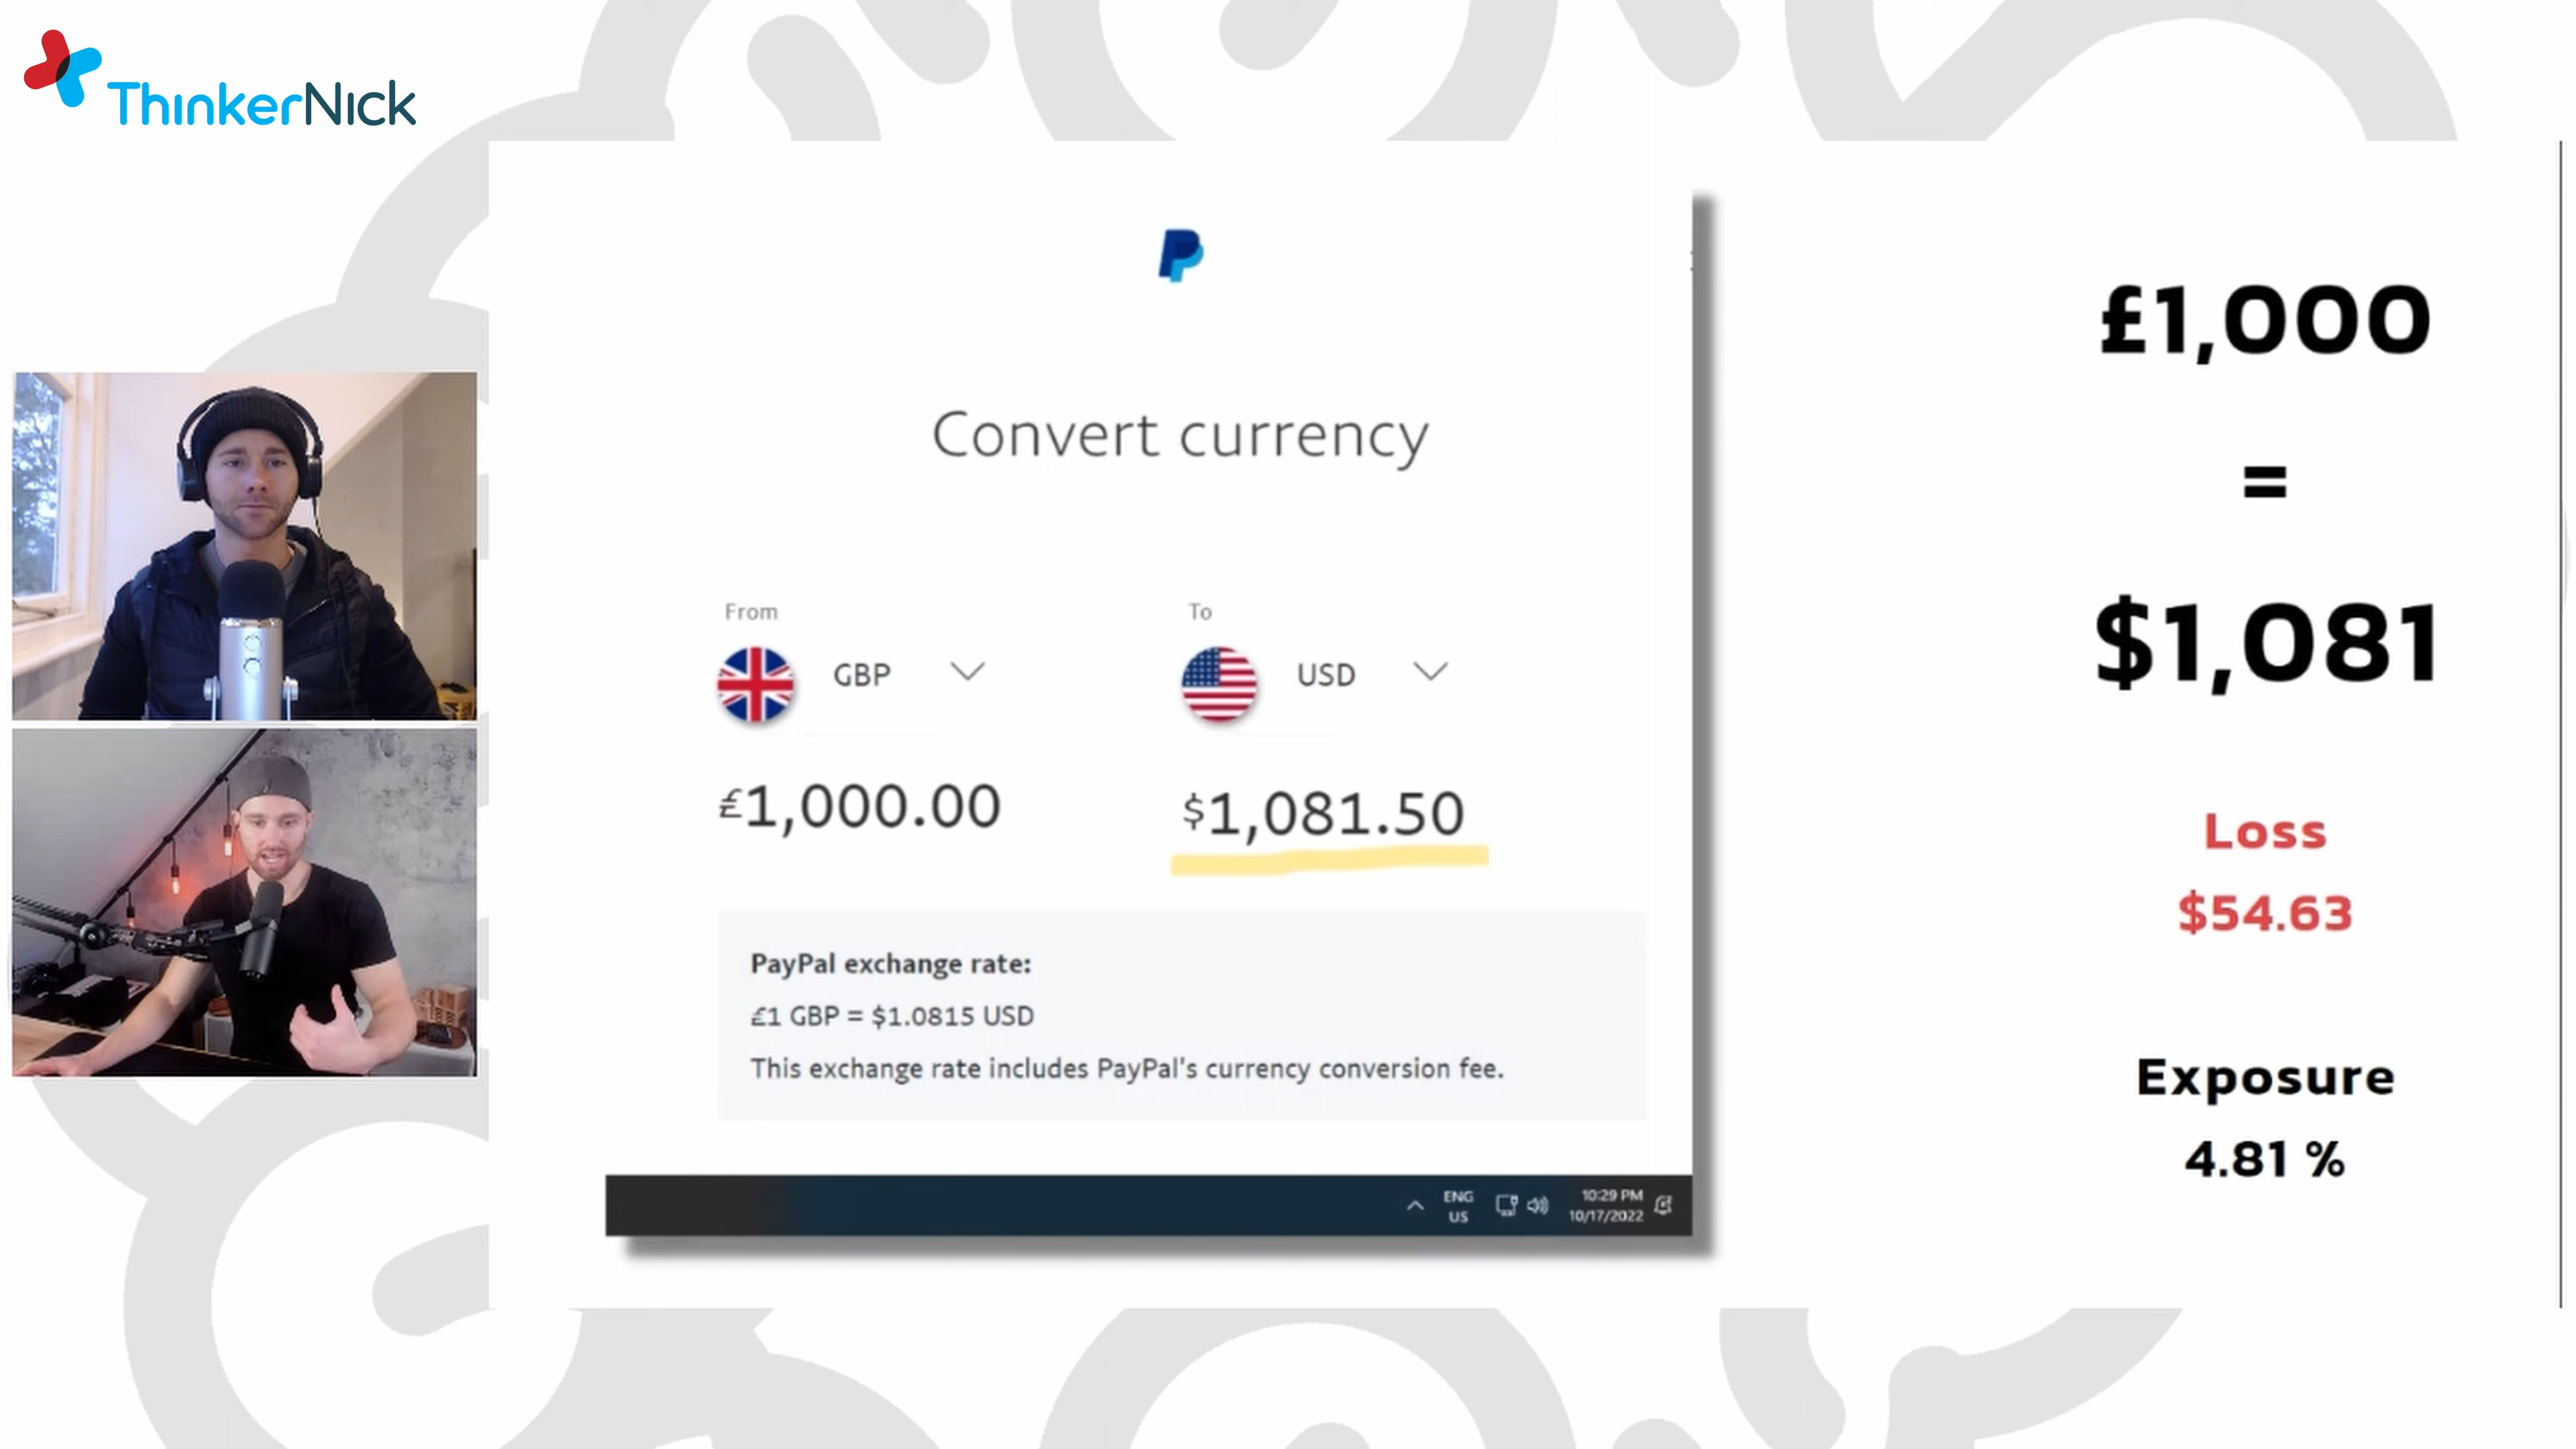 ThinkerNick
Convert currency
From
To
GBP
USD
£1,000.00
$1,081.50
PayPal exchange rate:
£1 GBP = $1.0815 USD
This exchange rate includes PayPal's currency conversion fee.
ENG
US
10:29 PM
10/17/2022
£1,000
=
$1,081
Loss
$54.63
Exposure
4.81 %